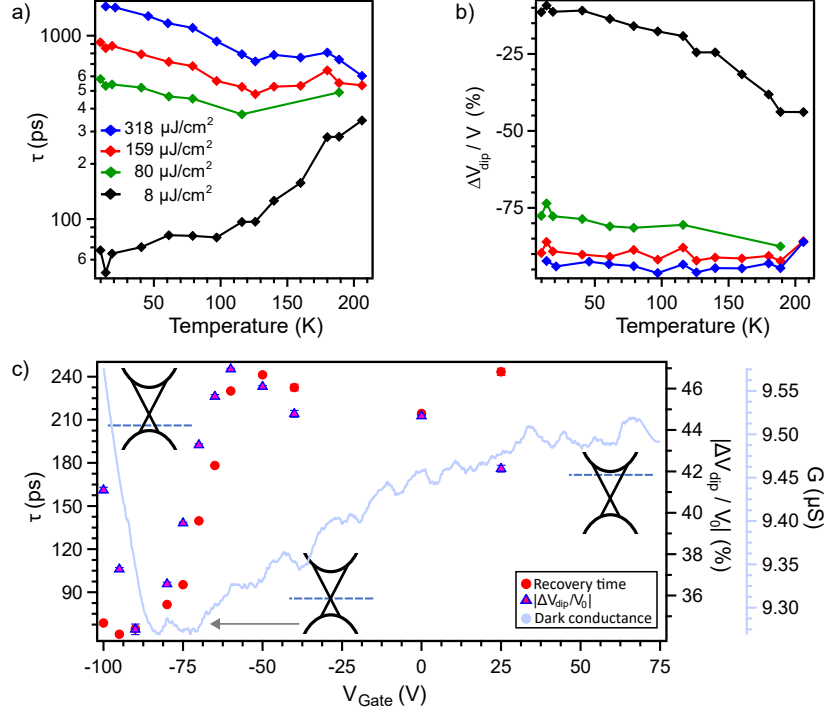 a)
1000
6
5
4
3
2
100
6
τ (ps)
318 µJ/cm²
159 µJ/cm²
80 µJ/cm²
8 µJ/cm²
50
100
150
200
Temperature (K)
b)
-25
-50
-75
ΔV_dip / V (%)
50
100
150
200
Temperature (K)
c)
240
210
180
150
120
90
τ (ps)
46
44
42
40
38
36
|ΔV_dip / V₀| (%)
9.55
9.50
9.45
9.40
9.35
9.30
G (µS)
Recovery time
|ΔV_dip/V₀|
Dark conductance
-100
-75
-50
-25
0
25
50
75
V_Gate (V)